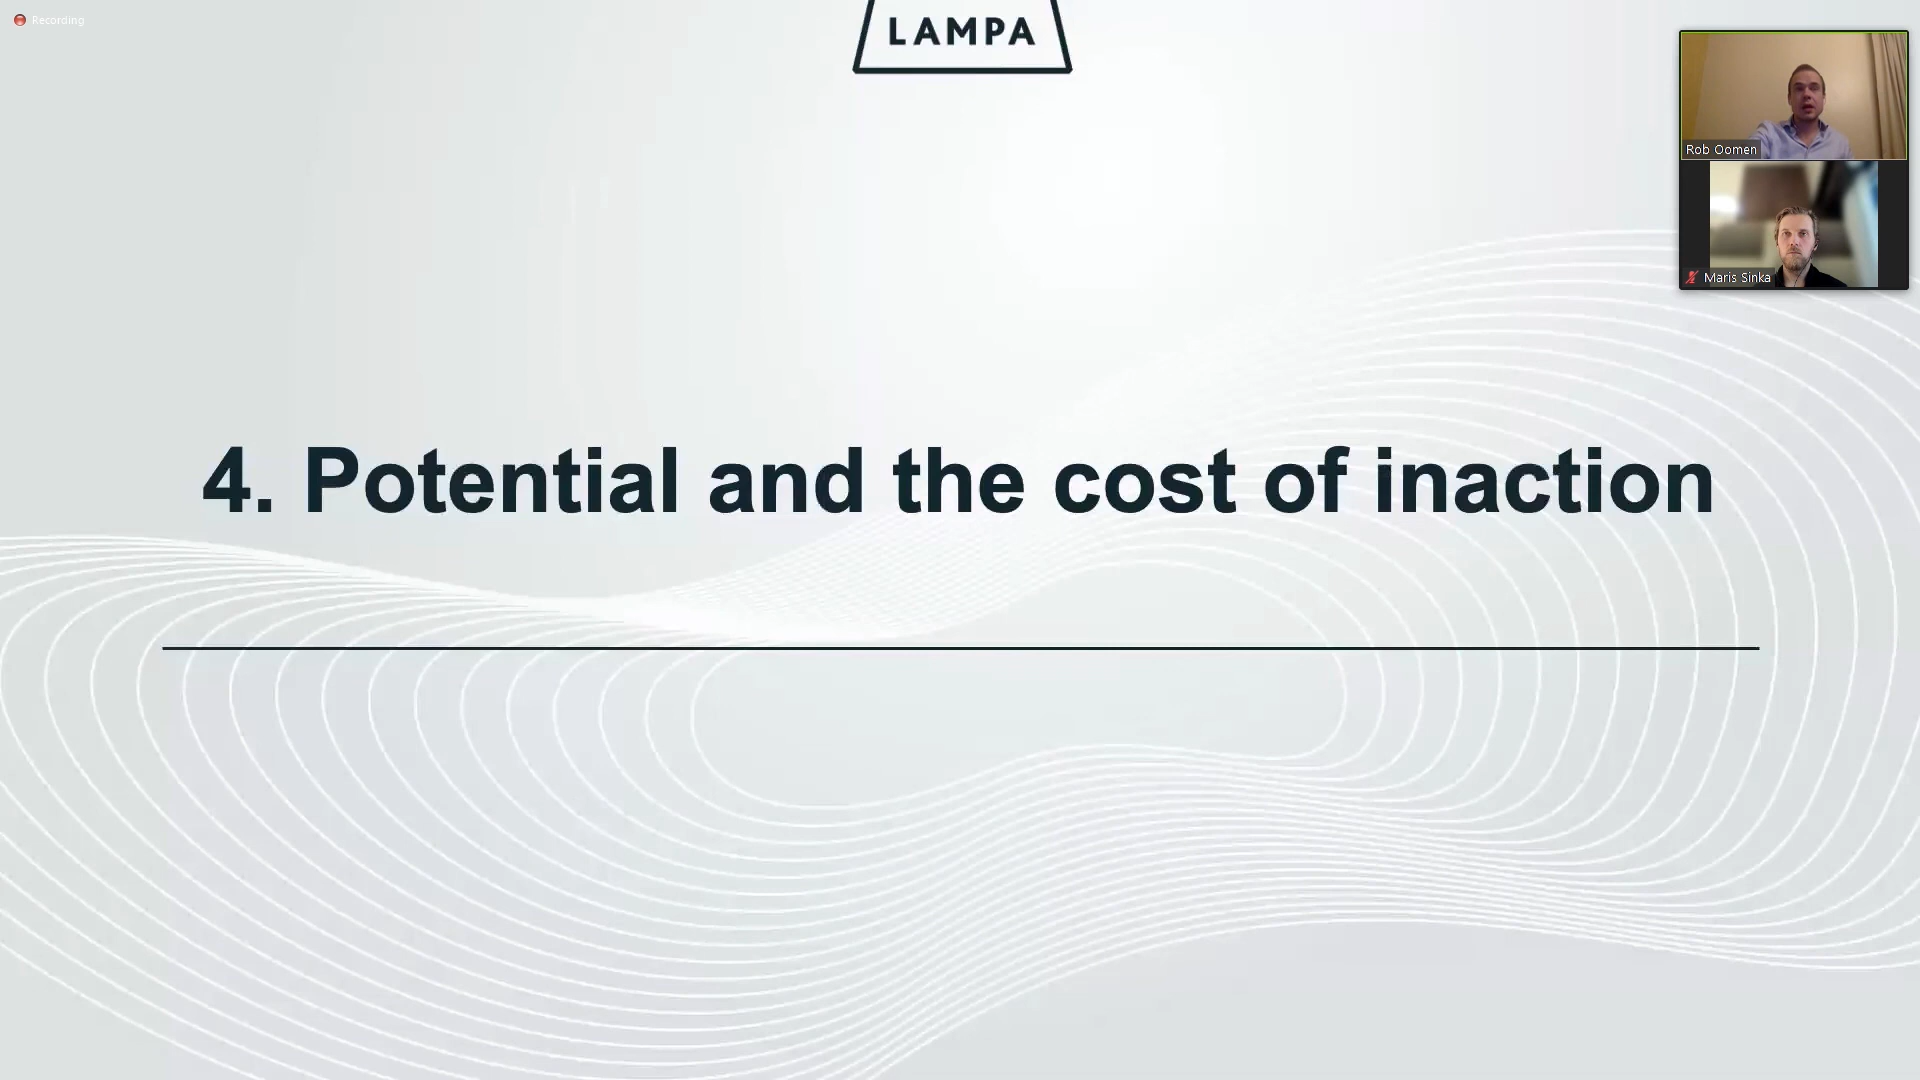 Recording
LAMPA
Rob Oomen
Maris Sinka
4. Potential and the cost of inaction